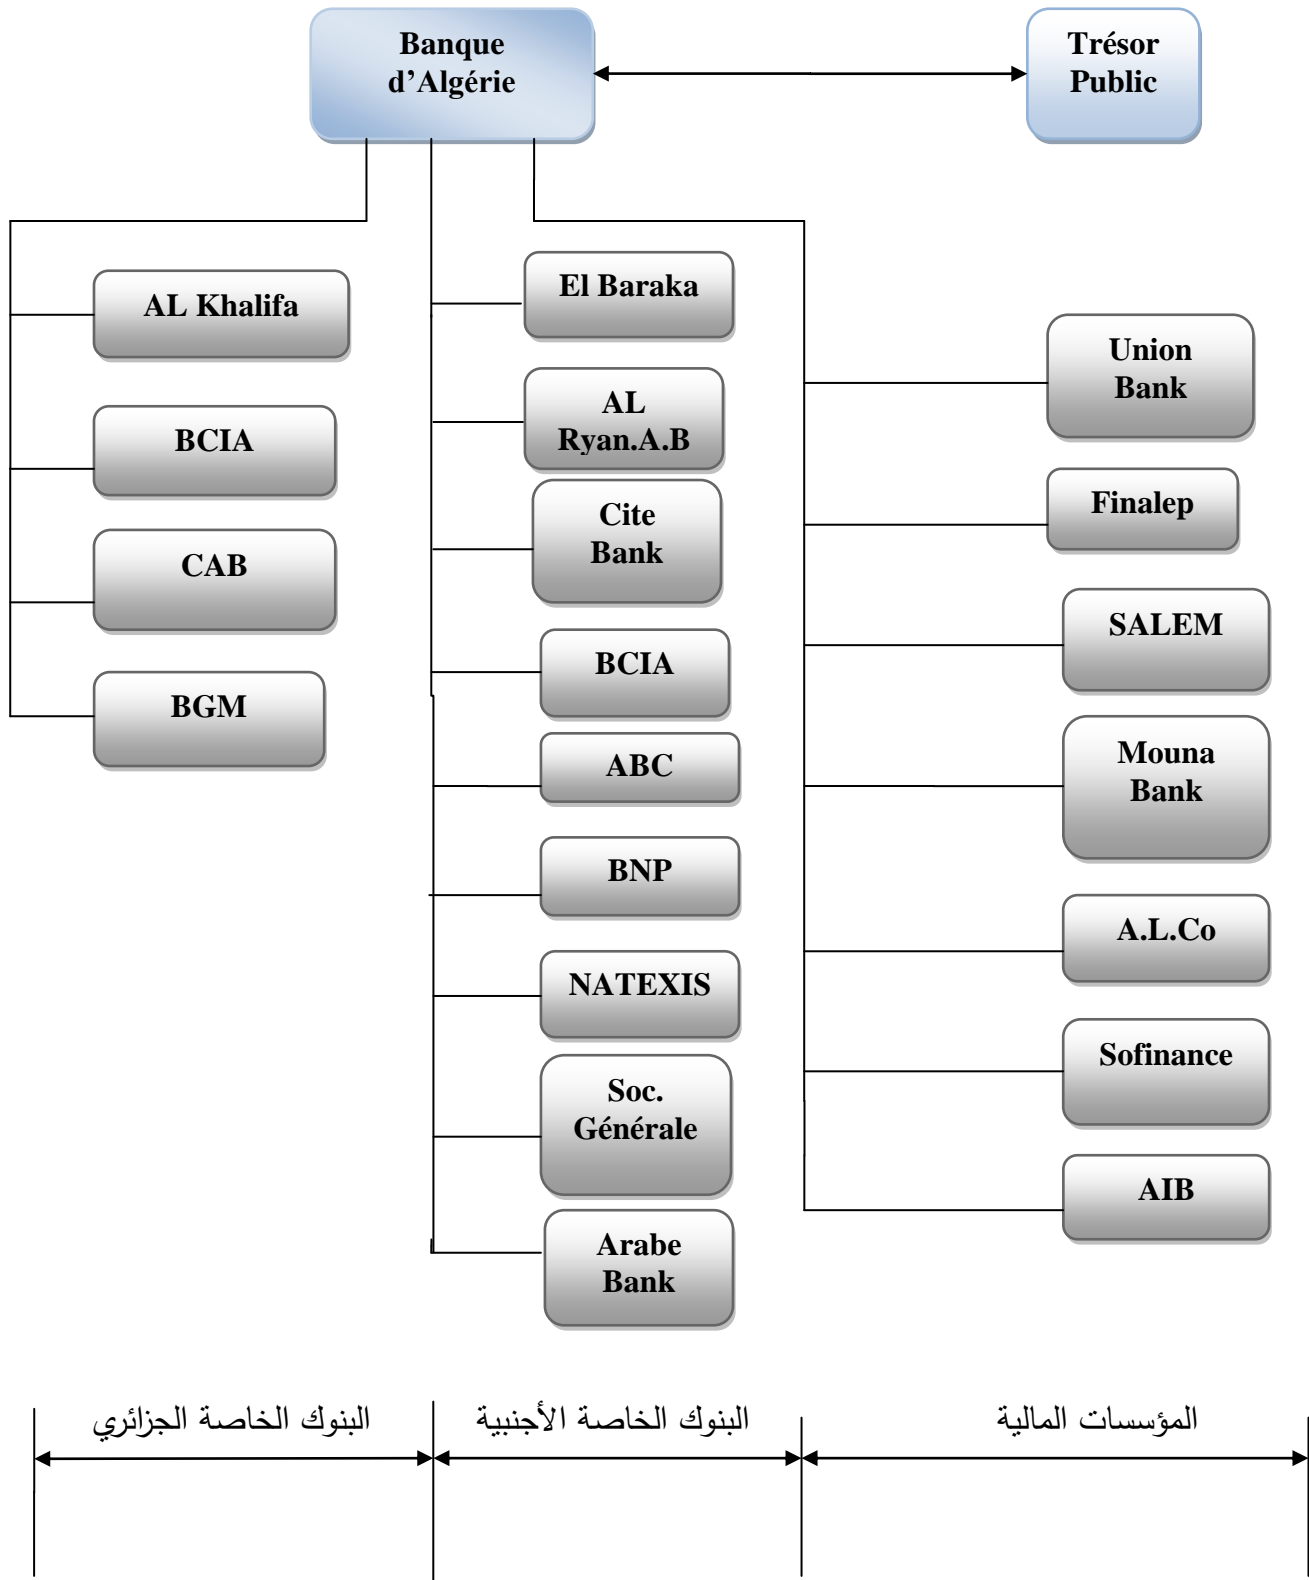 Banque
d’Algérie
Trésor
Public
AL Khalifa
BCIA
CAB
BGM
El Baraka
AL
Ryan.A.B
Cite
Bank
BCIA
ABC
BNP
NATEXIS
Soc.
Générale
Arabe
Bank
Union
Bank
Finalep
SALEM
Mouna
Bank
A.L.Co
Sofinance
AIB
البنوك الخاصة الجزائري
البنوك الخاصة الأجنبية
المؤسسات المالية